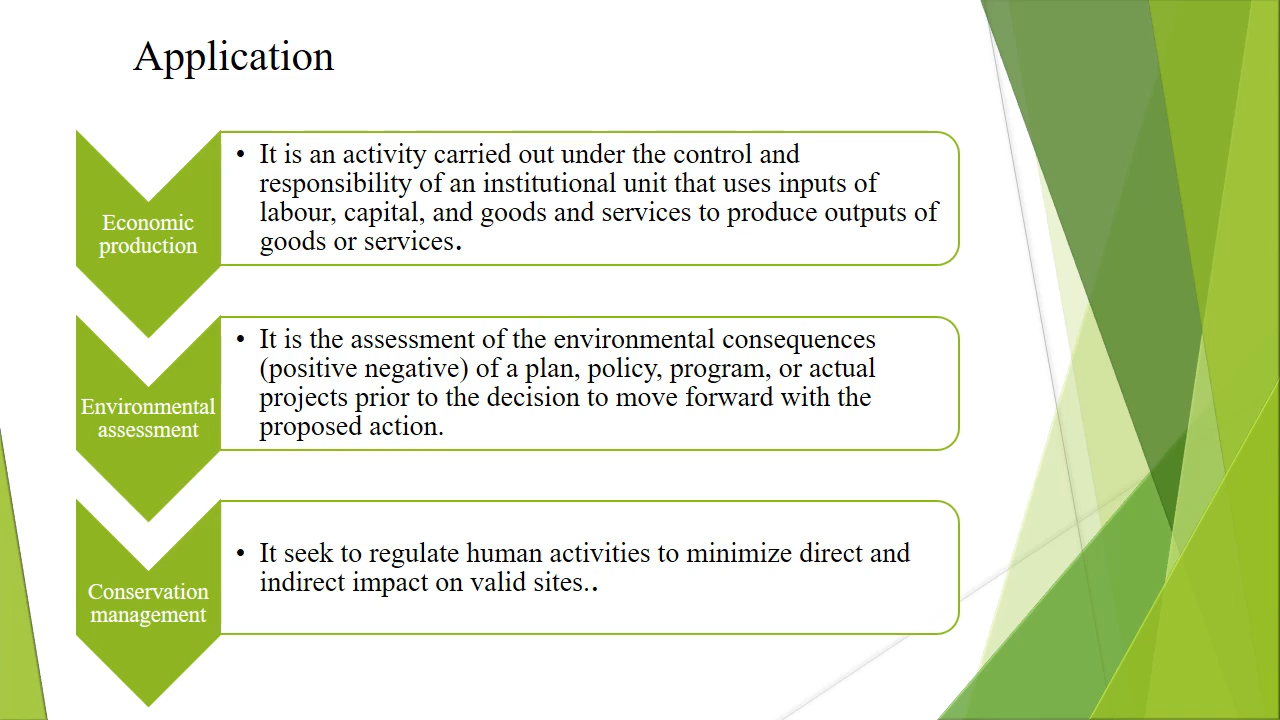 Application
Economic
production
• It is an activity carried out under the control and
responsibility of an institutional unit that uses inputs of
labour, capital, and goods and services to produce outputs of
goods or services.
Environmental
assessment
• It is the assessment of the environmental consequences
(positive negative) of a plan, policy, program, or actual
projects prior to the decision to move forward with the
proposed action.
Conservation
management
• It seek to regulate human activities to minimize direct and
indirect impact on valid sites..